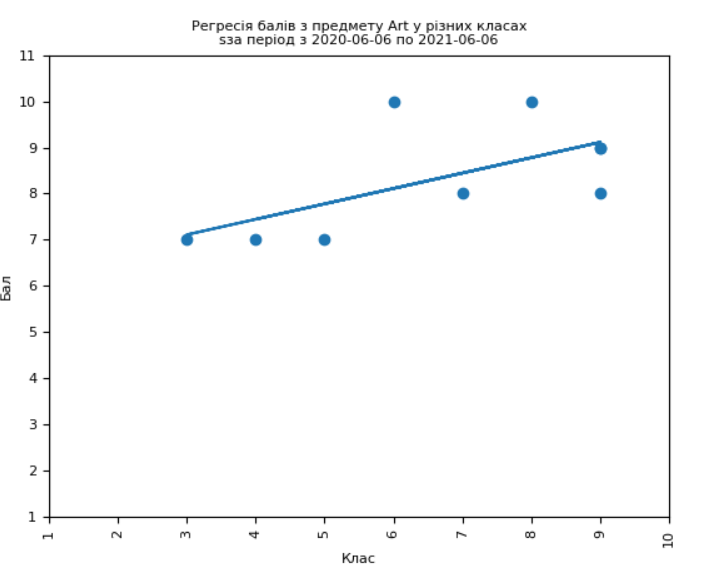 Регресія балів з предмету Art у різних класах
sза період з 2020-06-06 по 2021-06-06
11
10
9
8
7
6
5
4
3
2
1
Бал
1 2 3 4 5 6 7 8 9 10
Клас